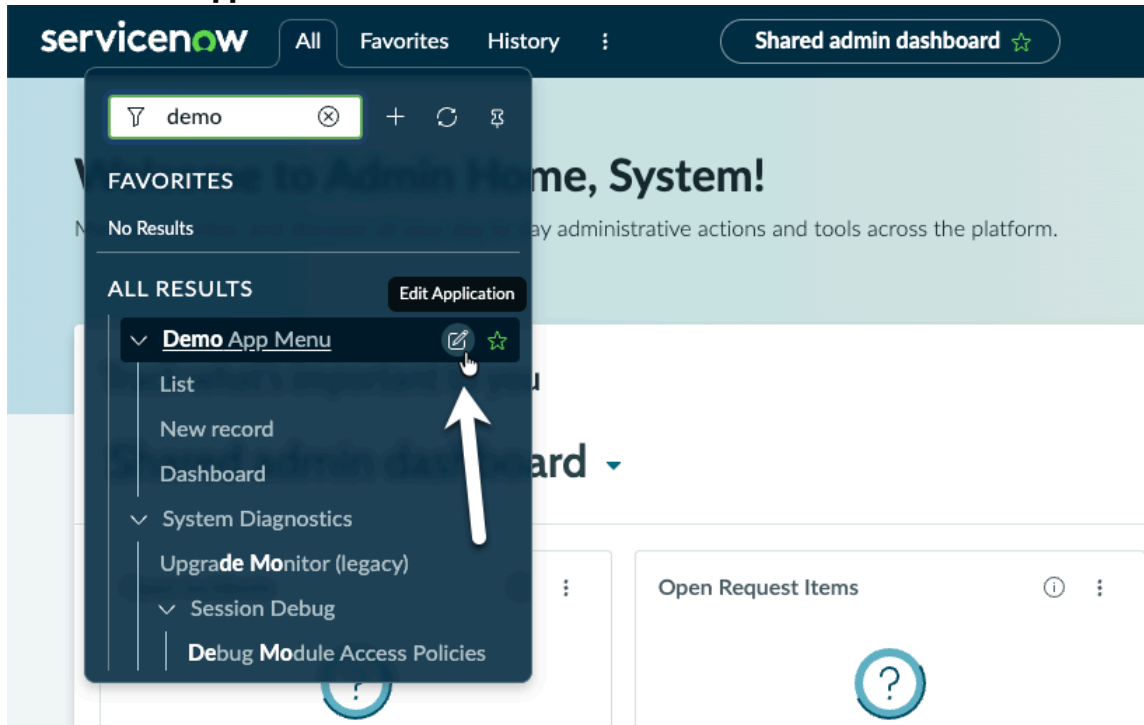 servicenow All Favorites History Shared admin dashboard
demo
me, System!
FAVORITES
No Results
ay administrative actions and tools across the platform.
ALL RESULTS
Edit Application
Demo App Menu
List
New record
Dashboard
ard
System Diagnostics
Upgrade Monitor (legacy)
Open Request Items
Session Debug
Debug Module Access Policies